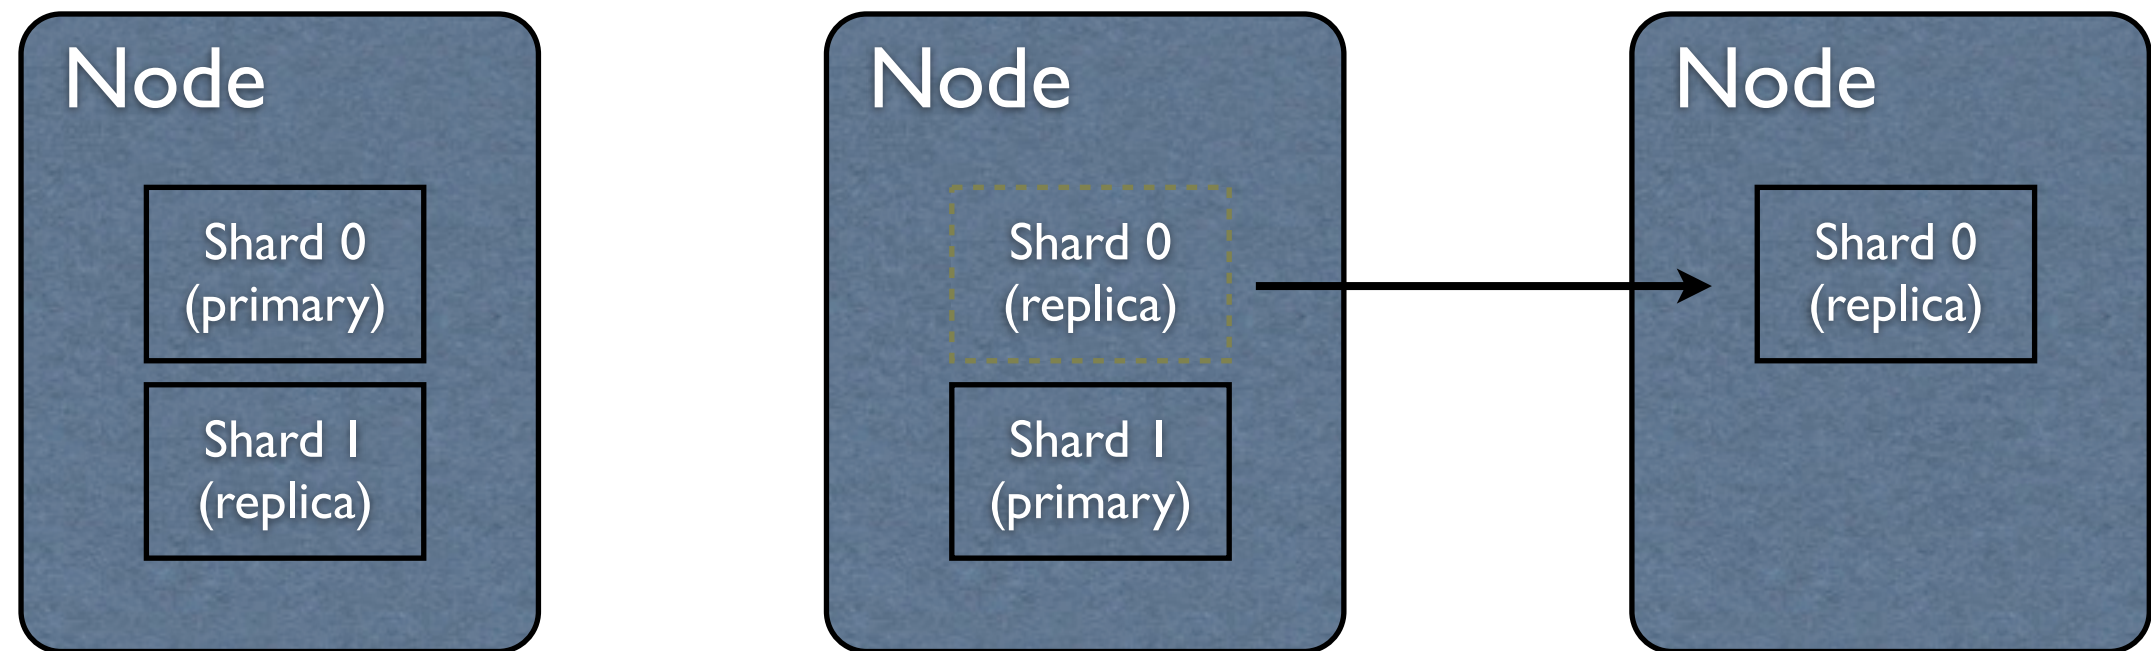 Node
Shard 0
(primary)
Shard 1
(replica)
Node
Shard 0
(replica)
Shard 1
(primary)
Node
Shard 0
(replica)